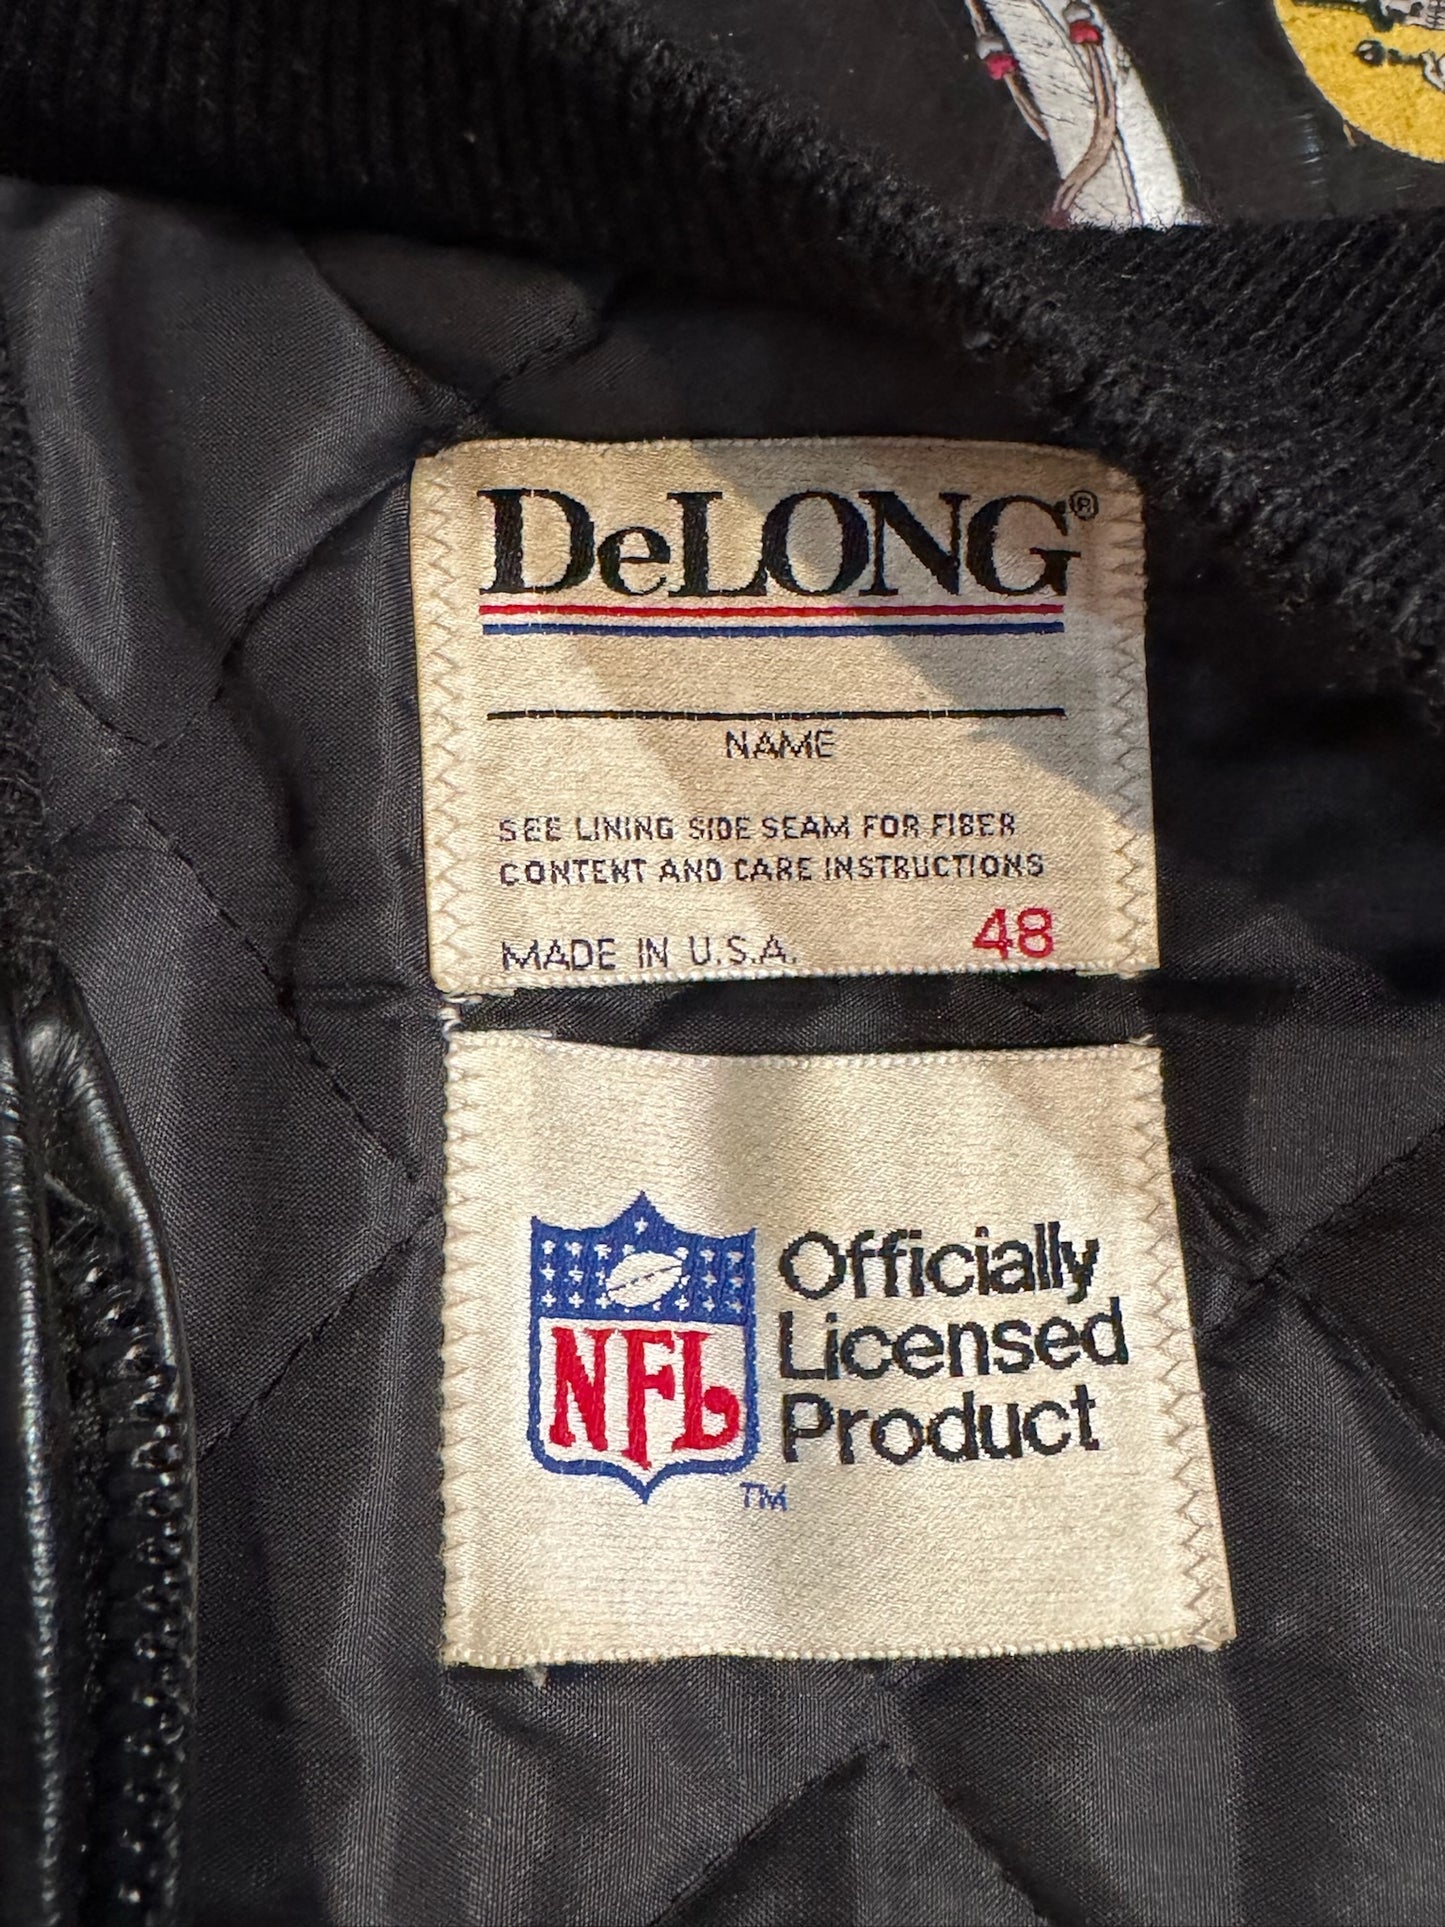 DeLONG®
NAME
SEE LINING SIDE SEAM FOR FIBER
CONTENT AND CARE INSTRUCTIONS
MADE IN U.S.A. 48
NFL
TM
Officially
Licensed
Product